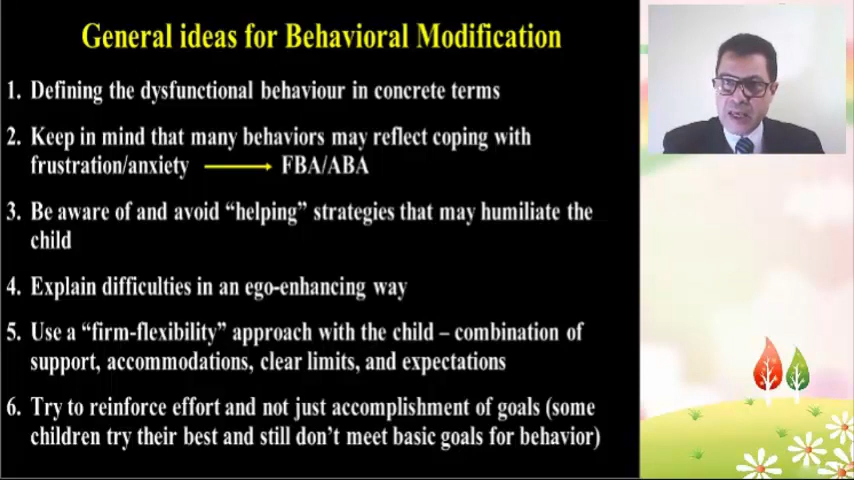 General ideas for Behavioral Modification
1. Defining the dysfunctional behaviour in concrete terms
2. Keep in mind that many behaviors may reflect coping with
frustration/anxiety FBA/ABA
3. Be aware of and avoid “helping” strategies that may humiliate the
child
4. Explain difficulties in an ego-enhancing way
5. Use a “firm-flexibility” approach with the child – combination of
support, accommodations, clear limits, and expectations
6. Try to reinforce effort and not just accomplishment of goals (some
children try their best and still don’t meet basic goals for behavior)